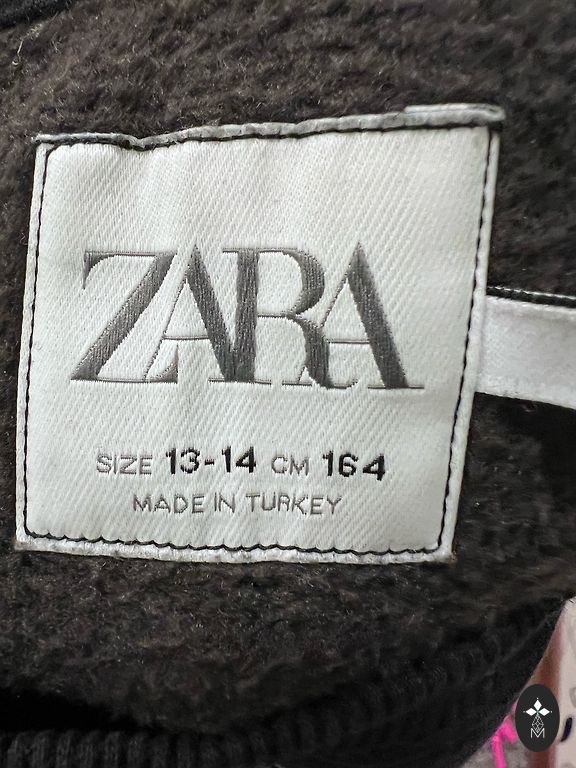 ZARA
SIZE 13-14 CM 164
MADE IN TURKEY
M